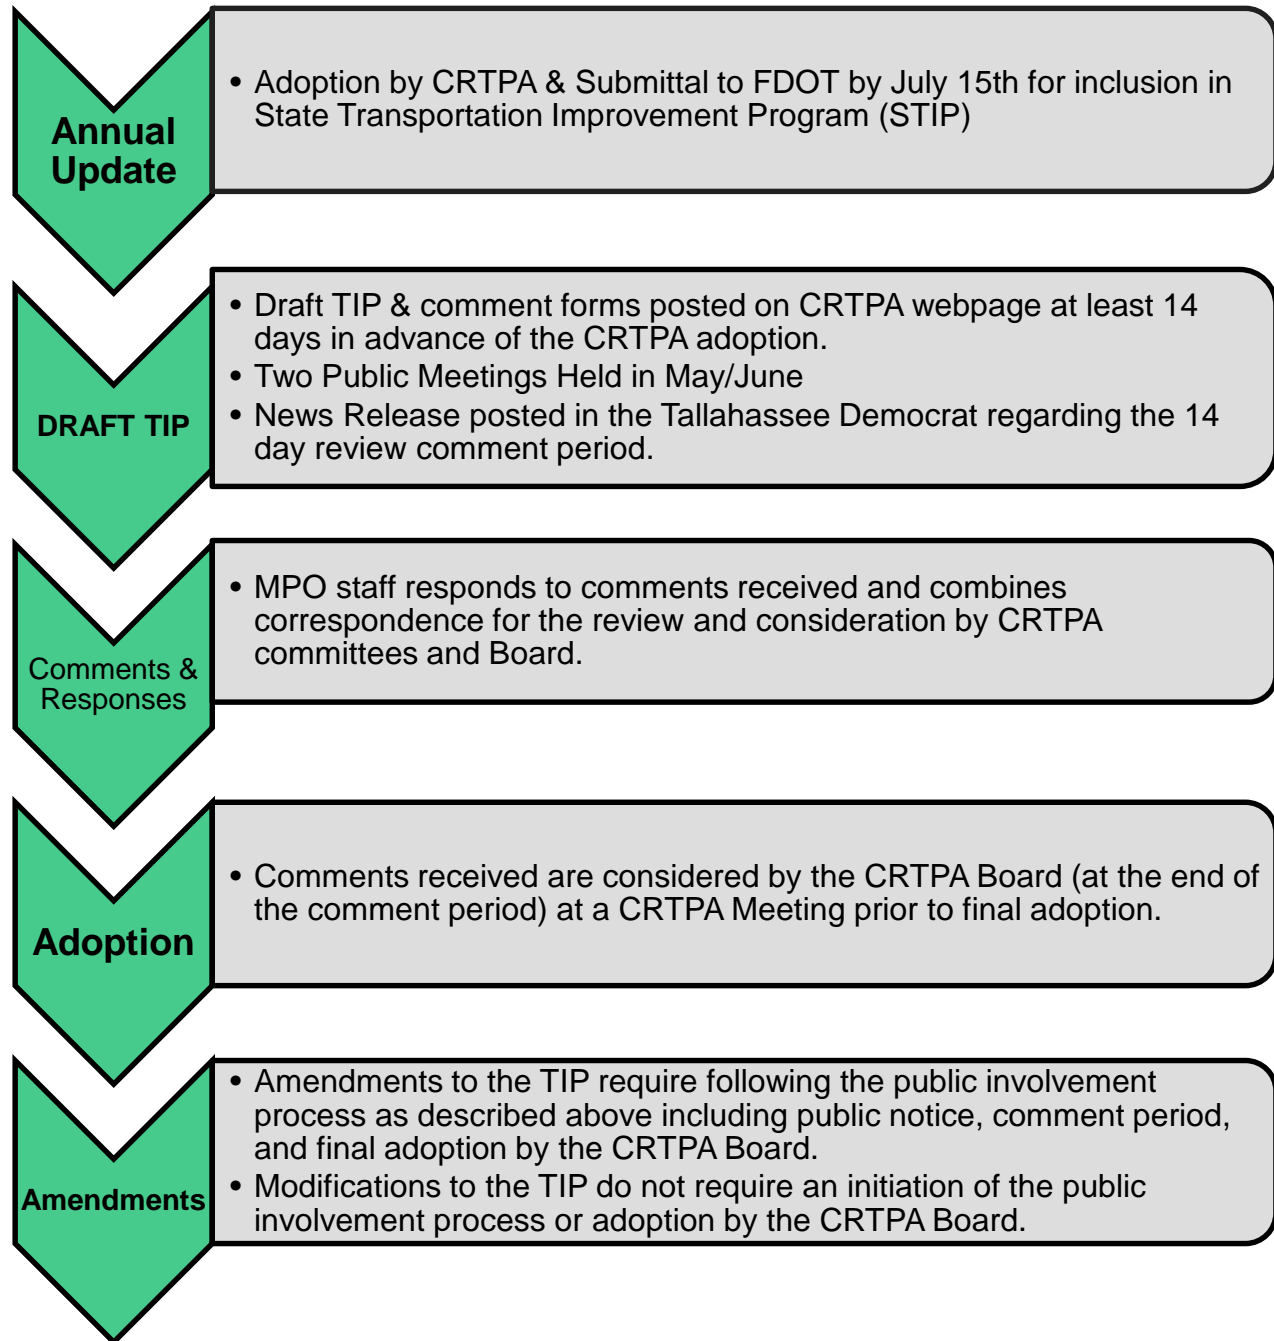 Annual
Update
• Adoption by CRTPA & Submittal to FDOT by July 15th for inclusion in
State Transportation Improvement Program (STIP)
DRAFT TIP
• Draft TIP & comment forms posted on CRTPA webpage at least 14
days in advance of the CRTPA adoption.
• Two Public Meetings Held in May/June
• News Release posted in the Tallahassee Democrat regarding the 14
day review comment period.
Comments &
Responses
• MPO staff responds to comments received and combines
correspondence for the review and consideration by CRTPA
committees and Board.
Adoption
• Comments received are considered by the CRTPA Board (at the end of
the comment period) at a CRTPA Meeting prior to final adoption.
Amendments
• Amendments to the TIP require following the public involvement
process as described above including public notice, comment period,
and final adoption by the CRTPA Board.
• Modifications to the TIP do not require an initiation of the public
involvement process or adoption by the CRTPA Board.